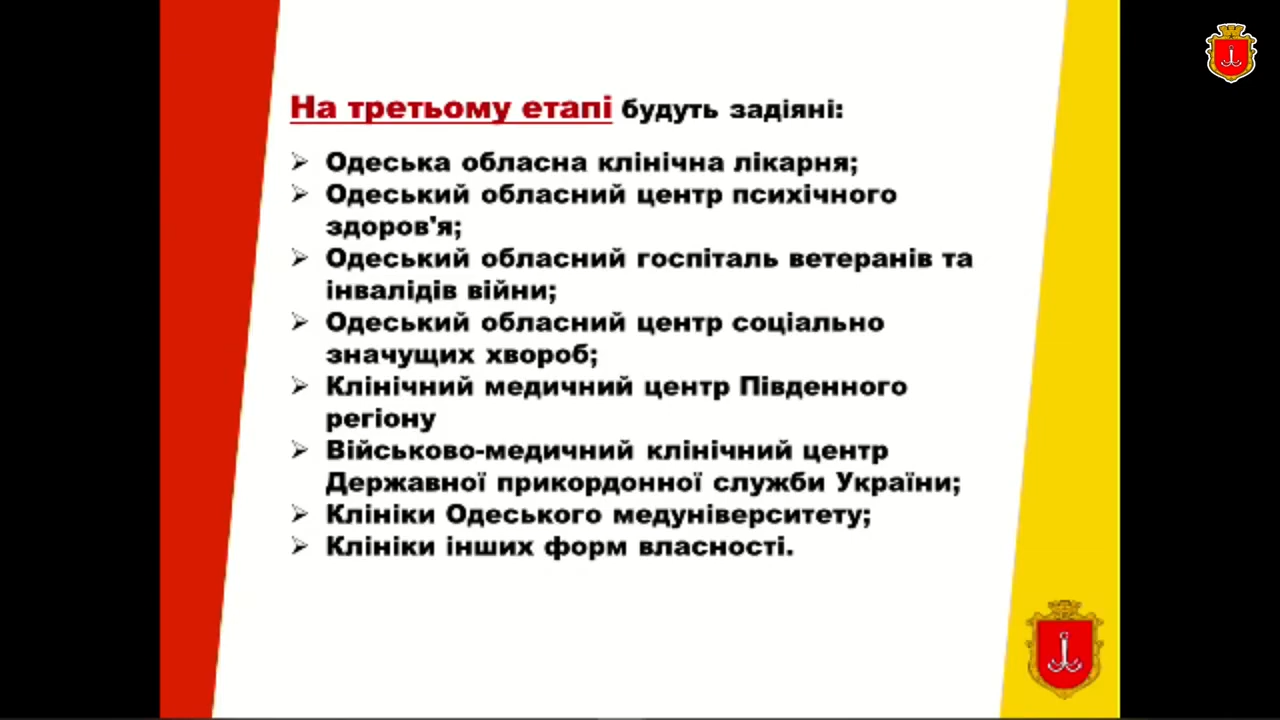 На третьому етапі будуть задіяні:
Одеська обласна клінічна лікарня;
Одеський обласний центр психічного
здоров'я;
Одеський обласний госпіталь ветеранів та
інвалідів війни;
Одеський обласний центр соціально
значущих хвороб;
Клінічний медичний центр Південного
регіону
Військово-медичний клінічний центр
Державної прикордонної служби України;
Клініки Одеського медуніверситету;
Клініки інших форм власності.